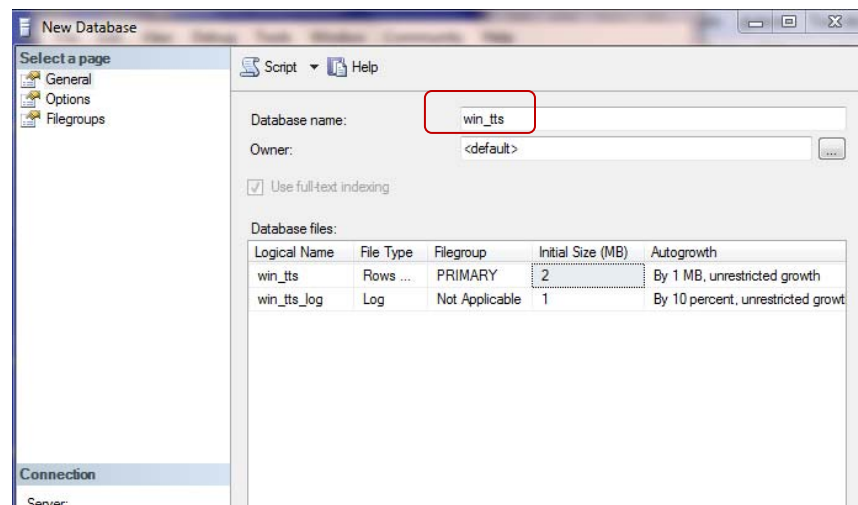 New Database
Select a page
General
Options
Filegroups
Script Help
Database name: win_tts
Owner: <default> ...
Use full-text indexing
Database files:
Logical Name File Type Filegroup Initial Size (MB) Autogrowth
win_tts Rows ... PRIMARY 2 By 1 MB, unrestricted growth
win_tts_log Log Not Applicable 1 By 10 percent, unrestricted growt
Connection
Server: